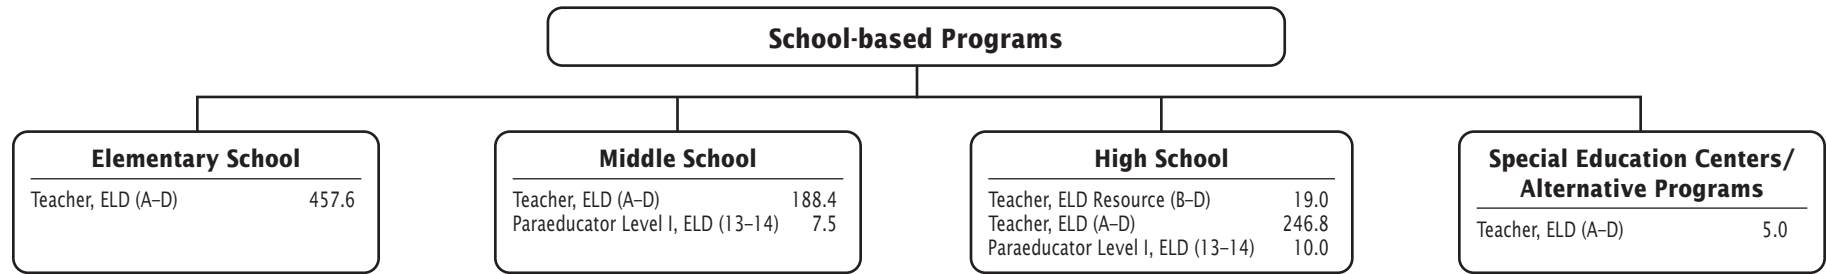 School-based Programs
Elementary School
Teacher, ELD (A–D) 457.6
Middle School
Teacher, ELD (A–D) 188.4
Paraeducator Level I, ELD (13–14) 7.5
High School
Teacher, ELD Resource (B–D) 19.0
Teacher, ELD (A–D) 246.8
Paraeducator Level I, ELD (13–14) 10.0
Special Education Centers/
Alternative Programs
Teacher, ELD (A–D) 5.0